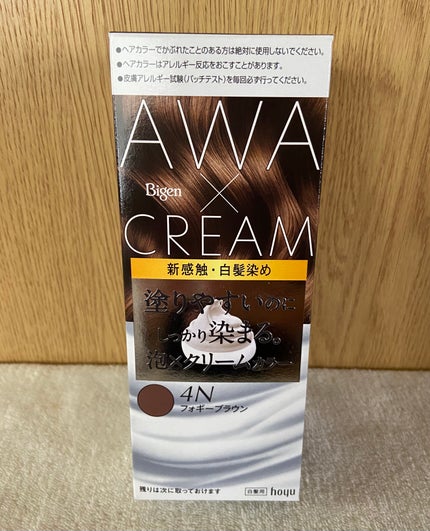 ●ヘアカラーでかぶれたことのある方は絶対に使用しないでください。
●ヘアカラーはアレルギー反応をおこすことがあります。
●皮膚アレルギー試験(パッチテスト)を毎回必ず行ってください。
AWA
Bigen
×
CREAM
新感触・白髪染め
塗りやすいのに
しっかり染まる。
泡×クリームカラー
4N
フォギーブラウン
残りは次に取っておけます
白髪用
hoyu